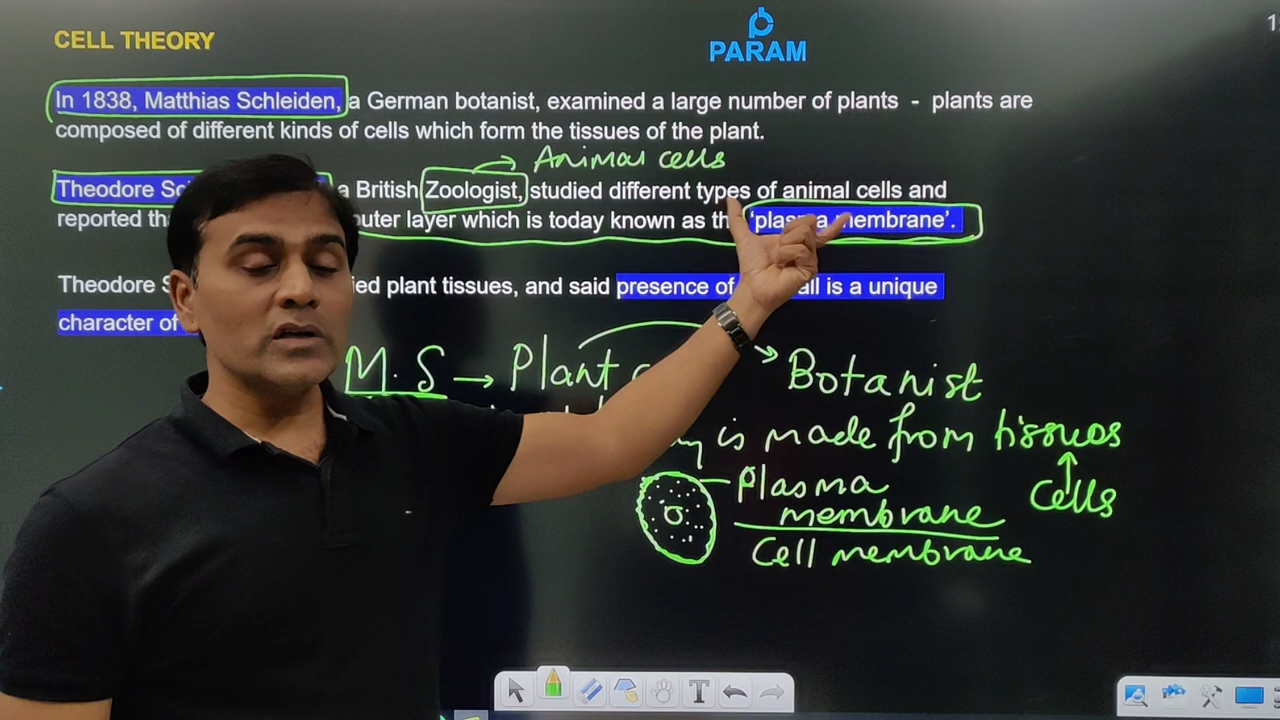 CELL THEORY
PARAM
In 1838, Matthias Schleiden, a German botanist, examined a large number of plants - plants are
composed of different kinds of cells which form the tissues of the plant.
Animal cells
Theodore a British Zoologist, studied different types of animal cells and
reported outer layer which is today known as 'plasma membrane'.
Theodore plant tissues, and said presence of is a unique
character of
M.S → Plant Botanist
is made from tissues
Plasma
membrane
Cells
Cell membrane
T